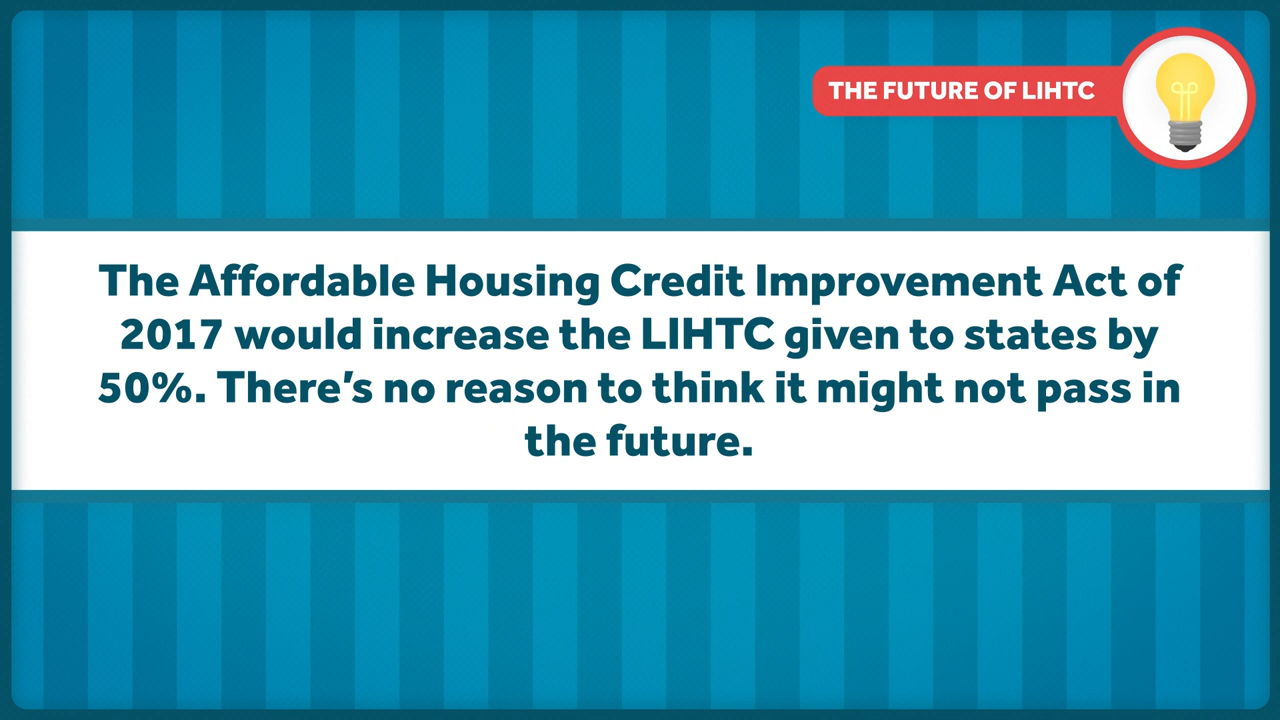 THE FUTURE OF LIHTC
The Affordable Housing Credit Improvement Act of
2017 would increase the LIHTC given to states by
50%. There’s no reason to think it might not pass in
the future.